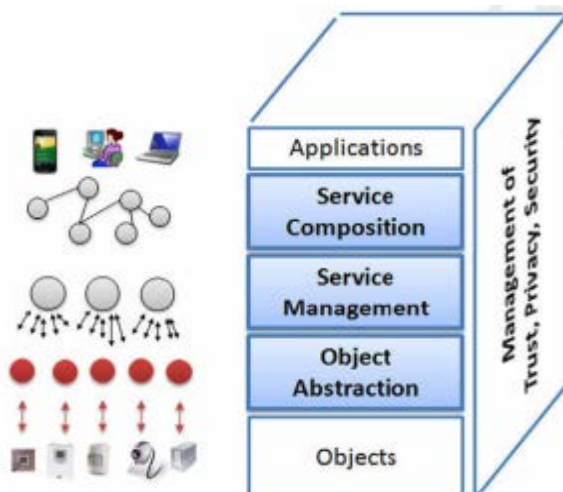 Applications
Service
Composition
Service
Management
Object
Abstraction
Objects
Management of
Trust, Privacy, Security